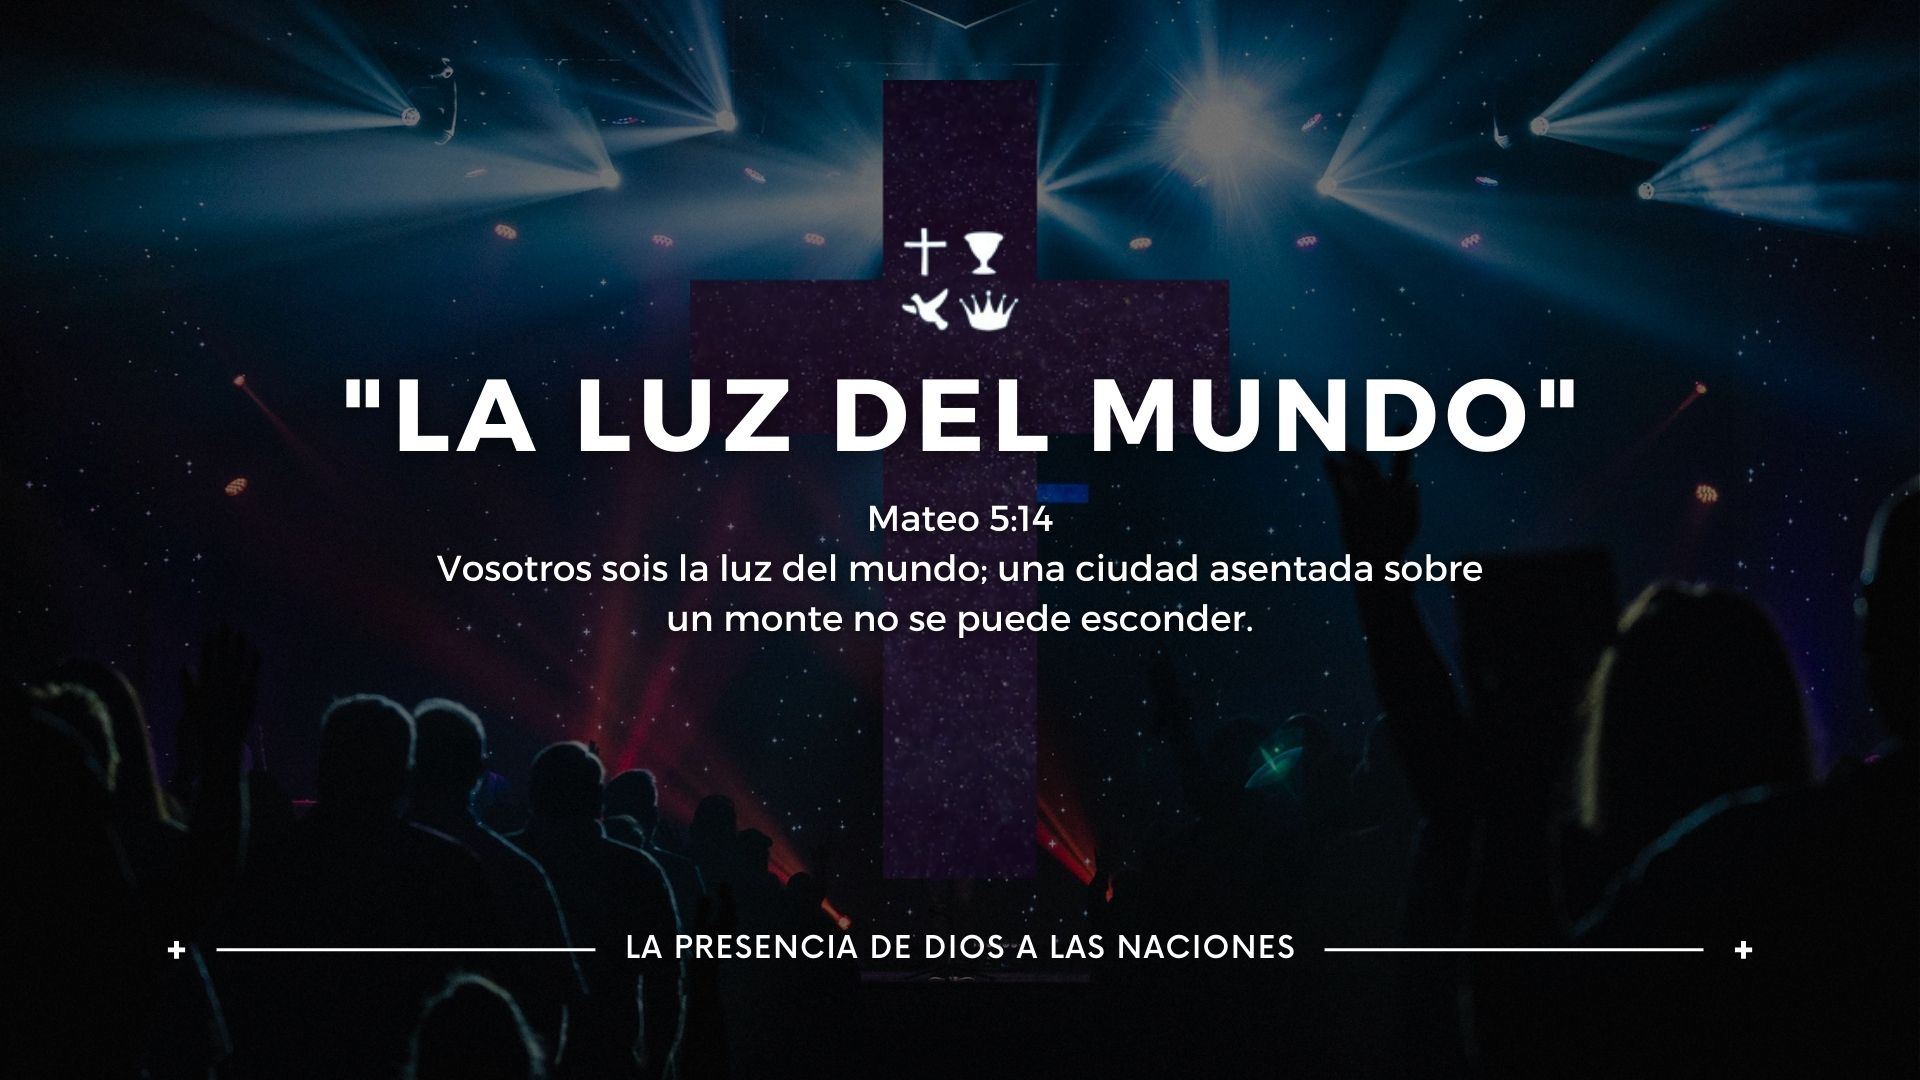 "LA LUZ DEL MUNDO"
Mateo 5:14
Vosotros sois la luz del mundo; una ciudad asentada sobre
un monte no se puede esconder.
LA PRESENCIA DE DIOS A LAS NACIONES